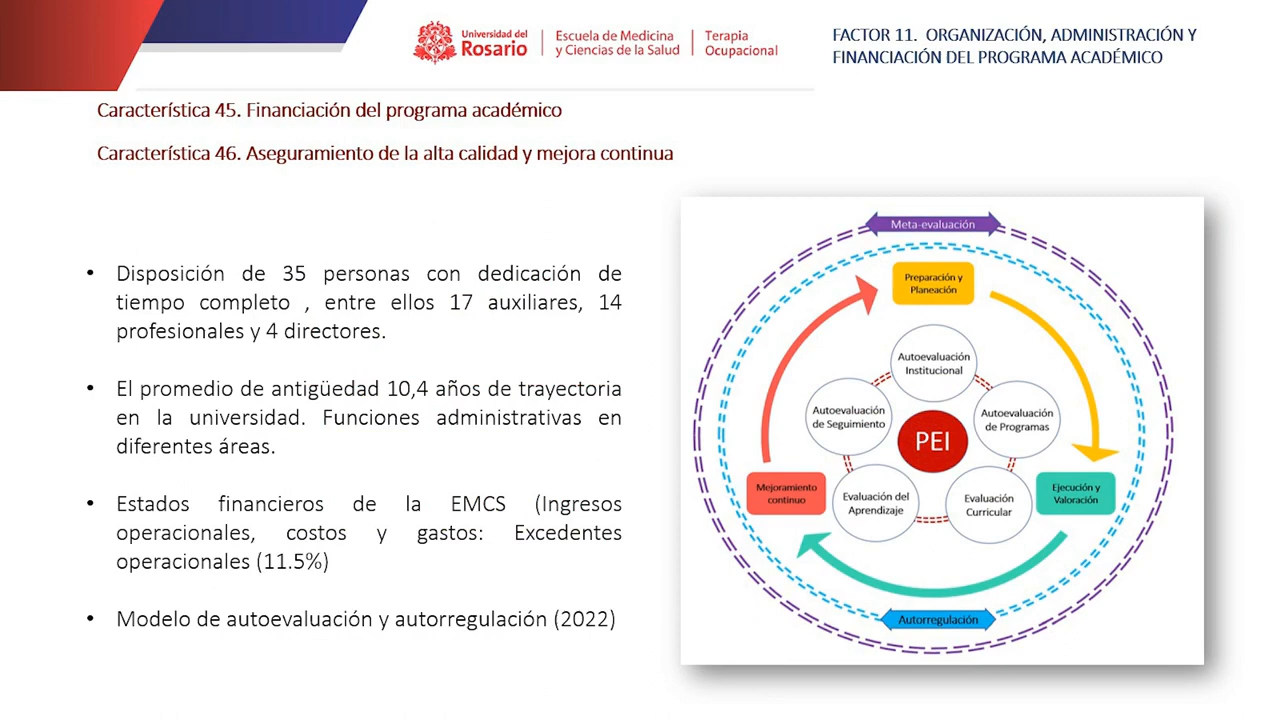 Universidad del
Rosario
Escuela de Medicina
y Ciencias de la Salud
Terapia
Ocupacional
FACTOR 11. ORGANIZACIÓN, ADMINISTRACIÓN Y
FINANCIACIÓN DEL PROGRAMA ACADÉMICO
Característica 45. Financiación del programa académico
Característica 46. Aseguramiento de la alta calidad y mejora continua
• Disposición de 35 personas con dedicación de
tiempo completo , entre ellos 17 auxiliares, 14
profesionales y 4 directores.
• El promedio de antigüedad 10,4 años de trayectoria
en la universidad. Funciones administrativas en
diferentes áreas.
• Estados financieros de la EMCS (Ingresos
operacionales, costos y gastos: Excedentes
operacionales (11.5%)
• Modelo de autoevaluación y autorregulación (2022)
Meta-evaluación
Preparación y
Planeación
Autoevaluación
Institucional
Autoevaluación
de Seguimiento
Autoevaluación
de Programas
PEI
Mejoramiento
continuo
Evaluación del
Aprendizaje
Evaluación
Curricular
Ejecución y
Valoración
Autorregulación